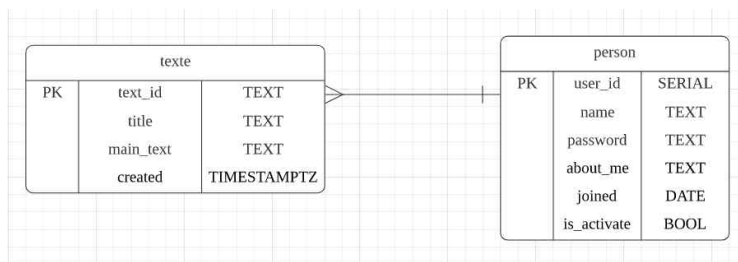 texte
PK text_id TEXT
title TEXT
main_text TEXT
created TIMESTAMPTZ
person
PK user_id SERIAL
name TEXT
password TEXT
about_me TEXT
joined DATE
is_activate BOOL